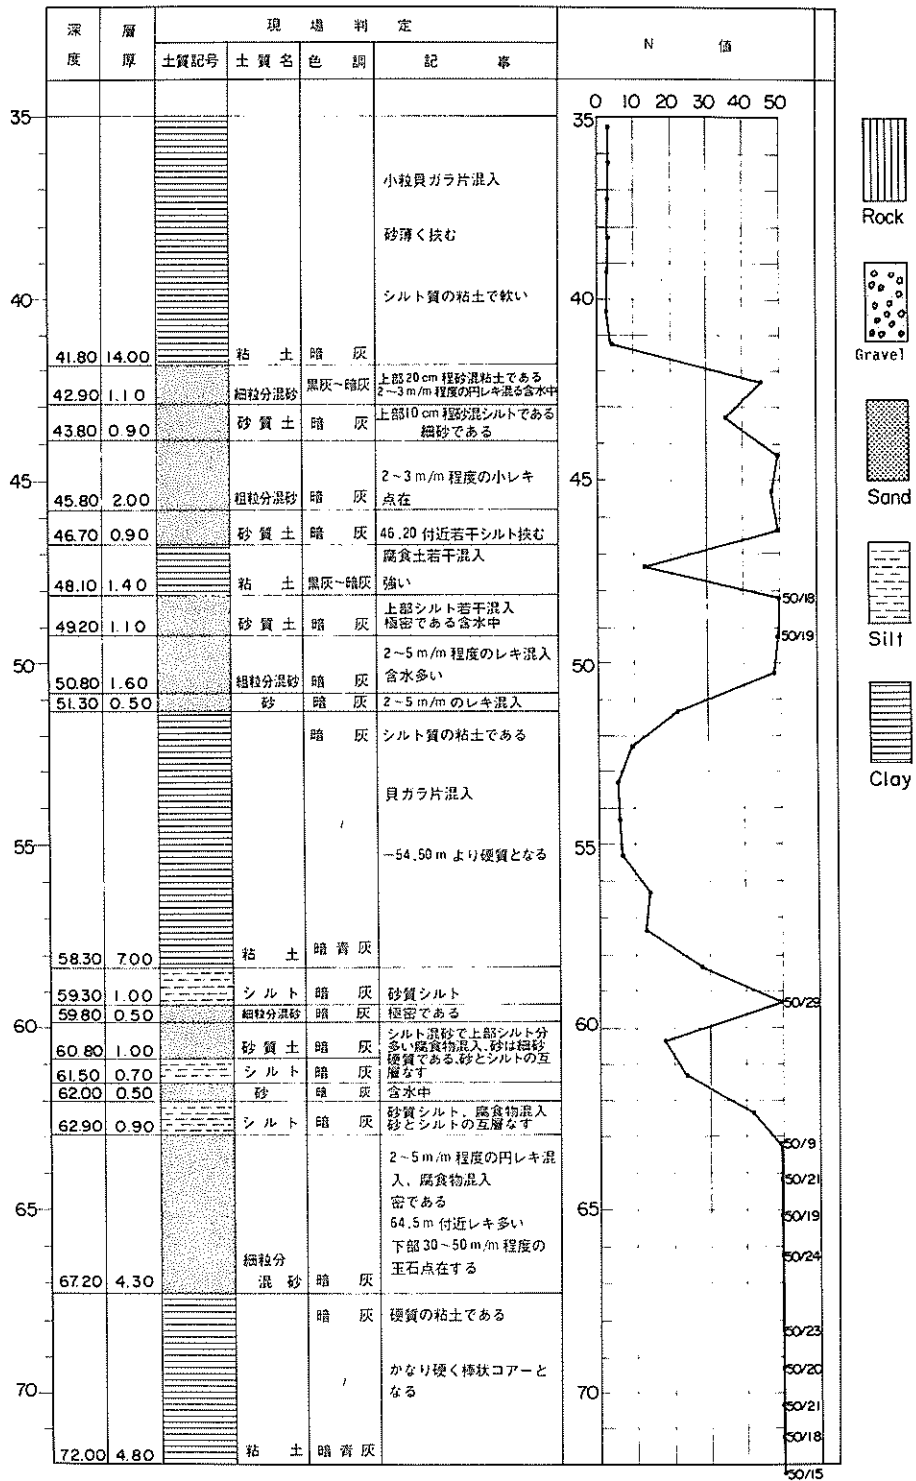 深度 層厚 現場判定 N 値
土質記号 土質名 色調 記事
0 10 20 30 40 50
35 35
小粒貝ガラ片混入
砂薄く挟む
40 シルト質の粘土で軟い 40
41.80 14.00 粘土 暗灰
42.90 1.10 細粒分混砂 黒灰~暗灰 上部20cm程砂混粘土である
2~3m/m程度の円レキ混る含水中
43.80 0.90 砂質土 暗灰 上部10cm程砂混シルトである
細砂である
45 45
45.80 2.00 粗粒分混砂 暗灰 2~3m/m程度の小レキ
点在
46.70 0.90 砂質土 暗灰 46.20付近若干シルト挟む
48.10 1.40 粘土 黒灰~暗灰 腐食土若干混入
強い
50/18
49.20 1.10 砂質土 暗灰 上部シルト若干混入
極密である含水中
50/19
50 50
50.80 1.60 粗粒分混砂 暗灰 2~5m/m程度のレキ混入
含水多い
51.30 0.50 砂 暗灰 2~5m/mのレキ混入
暗灰 シルト質の粘土である
貝ガラ片混入
55 55
-54.50mより硬質となる
58.30 7.00 粘土 暗青灰
59.30 1.00 シルト 暗灰 砂質シルト
50/29
59.80 0.50 細粒分混砂 暗灰 極密である
60 60
60.80 1.00 砂質土 暗灰 シルト混砂で上部シルト分
多い腐食物混入、砂は細砂
61.50 0.70 シルト 暗灰 硬質である、砂とシルトの互
層なす
62.00 0.50 砂 暗灰 含水中
62.90 0.90 シルト 暗灰 砂質シルト、腐食物混入
砂とシルトの互層なす
50/9
2~5m/m程度の円レキ混
入、腐食物混入
50/21
密である
65 65
64.5m付近レキ多い
50/19
下部30~50m/m程度の
玉石点在する
50/24
67.20 4.30 細粒分
混砂 暗灰
暗灰 硬質の粘土である
50/23
かなり硬く棒状コアーと
なる
50/20
70 70
50/21
50/18
72.00 4.80 粘土 暗青灰
50/15
Rock
Gravel
Sand
Silt
Clay